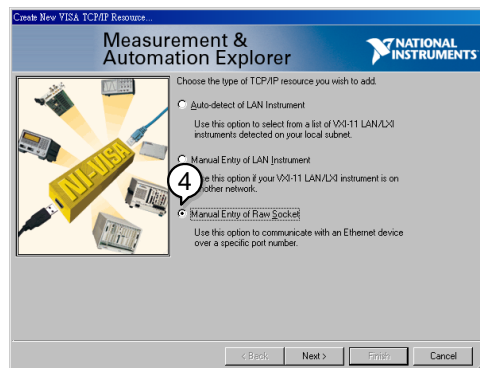 Create New VISA TCP/IP Resource...
Measurement &
Automation Explorer
NATIONAL
INSTRUMENTS
Choose the type of TCP/IP resource you wish to add.
Auto-detect of LAN Instrument
Use this option to select from a list of VXI-11 LAN/LXI
instruments detected on your local subnet.
Manual Entry of LAN Instrument
4
this option if your VXI-11 LAN/LXI instrument is on
network.
Manual Entry of Raw Socket
Use this option to communicate with an Ethernet device
over a specific port number.
NI-VISA
< Back
Next >
Finish
Cancel